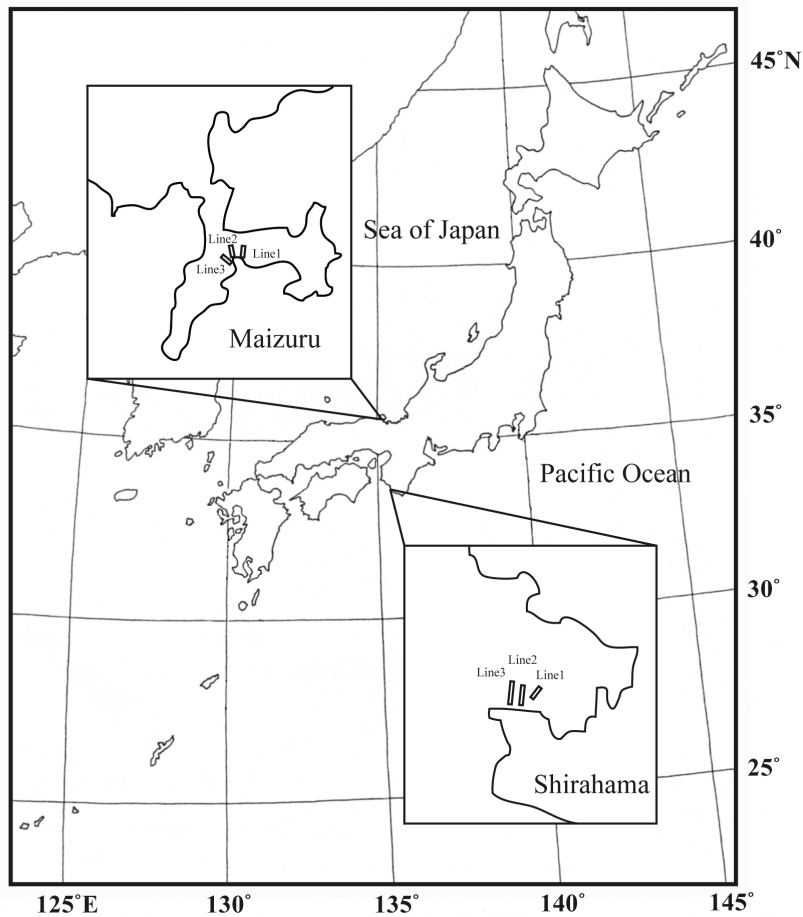 45°N
Sea of Japan
40°
Line2
Line1
Line3
Maizuru
35°
Pacific Ocean
30°
Line2
Line3
Line1
25°
Shirahama
125°E
130°
135°
140°
145°